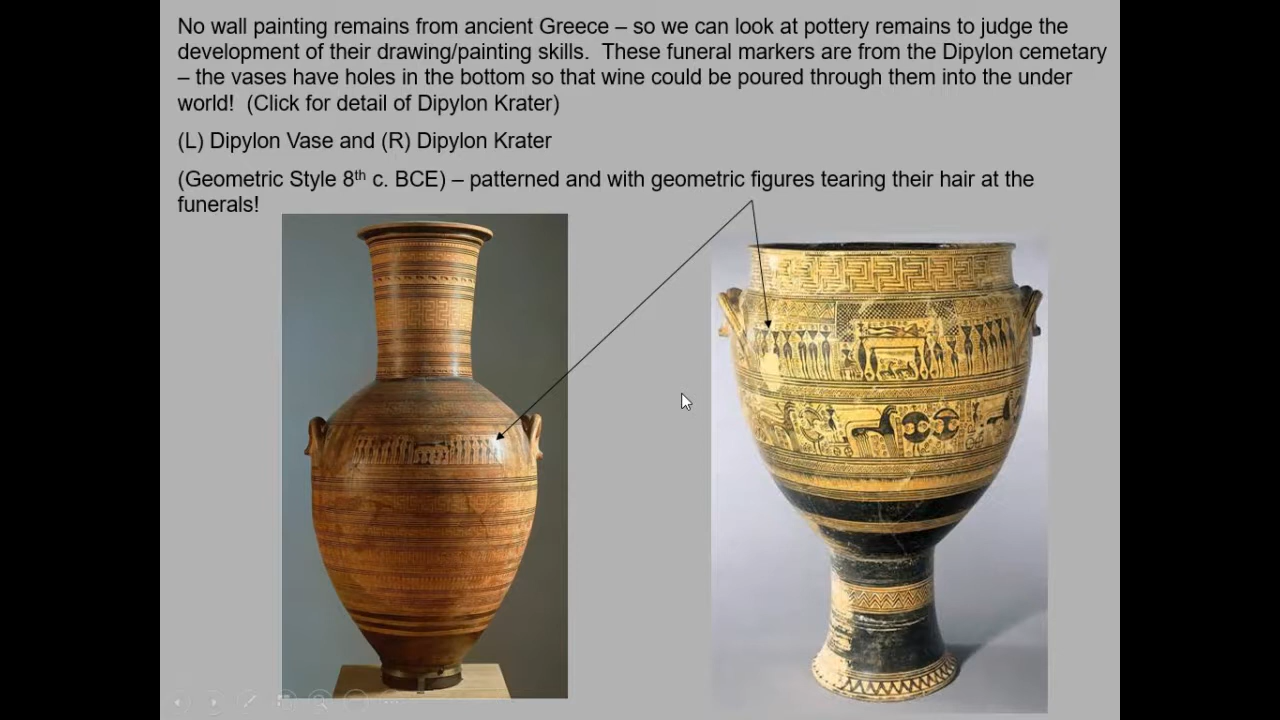 No wall painting remains from ancient Greece – so we can look at pottery remains to judge the
development of their drawing/painting skills.  These funeral markers are from the Dipylon cemetary
– the vases have holes in the bottom so that wine could be poured through them into the under
world!  (Click for detail of Dipylon Krater)
(L) Dipylon Vase and (R) Dipylon Krater
(Geometric Style 8th c. BCE) – patterned and with geometric figures tearing their hair at the
funerals!